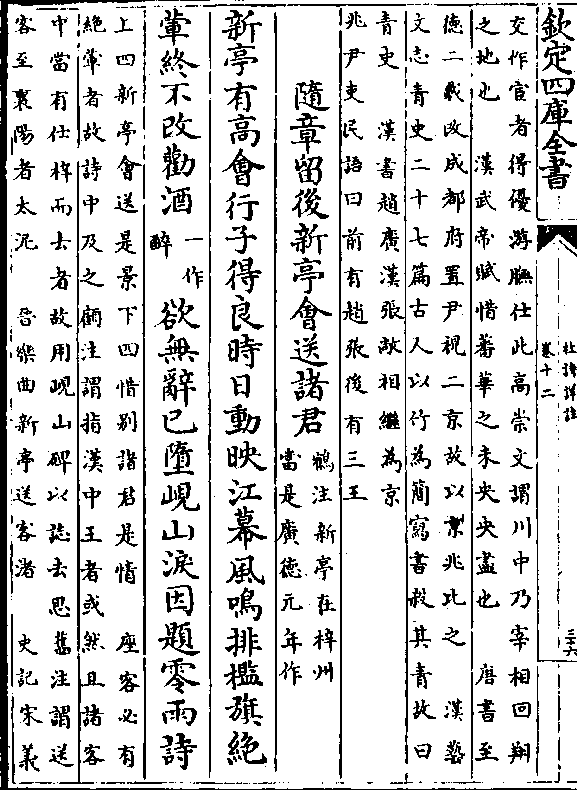 欽定四庫全書
杜詩詳註
卷十二
三六
交作宦者得優游膴仕此高崇文謂川中乃宰相回翔
之地也 漢武帝賦惜蕃華之未央央盡也 唐書至
德二載改成都府置尹視二京故以京兆比之 漢藝
文志青史二十七篇古人以竹為簡寫書殺其青故曰
青史 漢書趙廣漢張敞相繼為京
兆尹吏民語曰前有趙張後有三王
隨章留後新亭會送諸君 鶴注新亭在梓州
當是廣德元年作
新亭有高會行子得良時日動映江幕風鳴排檻旗絶
葷終不改勸酒 一作醉 欲無辭已墮峴山淚因題零雨詩
上四新亭會送是景下四惜别諸君是情 座客必有
絶葷者故詩中及之顧注謂指漢中王者或然且諸客
中當有仕梓而去者故用峴山碑以誌去思舊注謂送
客至襄陽者太泥 晉樂曲新亭送客渚 史記宋義